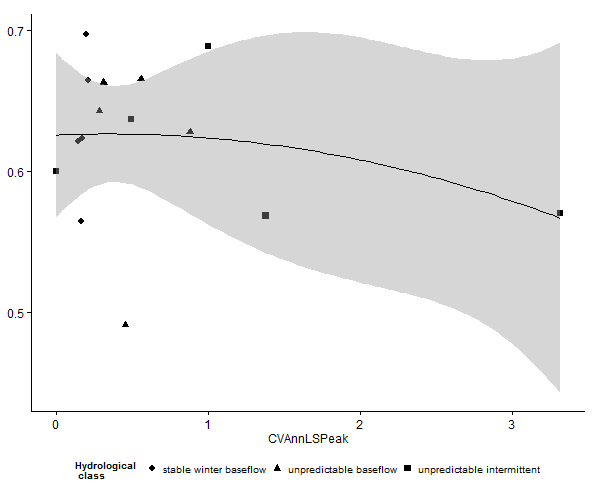 0.7
0.6
0.5
0 1 2 3
CVAnnLSPeak
Hydrological class stable winter baseflow unpredictable baseflow unpredictable intermittent